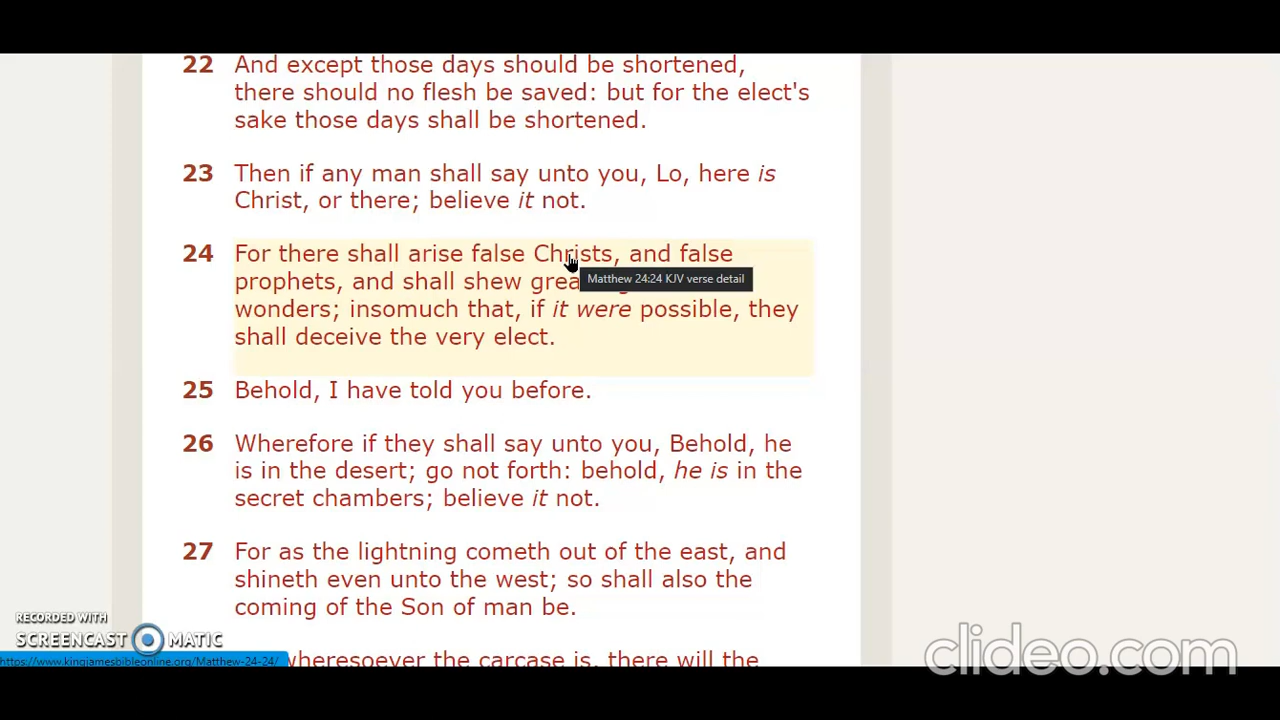 22 And except those days should be shortened,
there should no flesh be saved: but for the elect's
sake those days shall be shortened.
23 Then if any man shall say unto you, Lo, here is
Christ, or there; believe it not.
24 For there shall arise false Christs, and false
prophets, and shall shew grea
Matthew 24:24 KJV verse detail
wonders; insomuch that, if it were possible, they
shall deceive the very elect.
25 Behold, I have told you before.
26 Wherefore if they shall say unto you, Behold, he
is in the desert; go not forth: behold, he is in the
secret chambers; believe it not.
27 For as the lightning cometh out of the east, and
shineth even unto the west; so shall also the
coming of the Son of man be.
wheresoever the carcase is, there will the
RECORDED WITH
SCREENCAST MATIC
https://www.kingjamesbibleonline.org/Matthew-24-24/
clideo.com